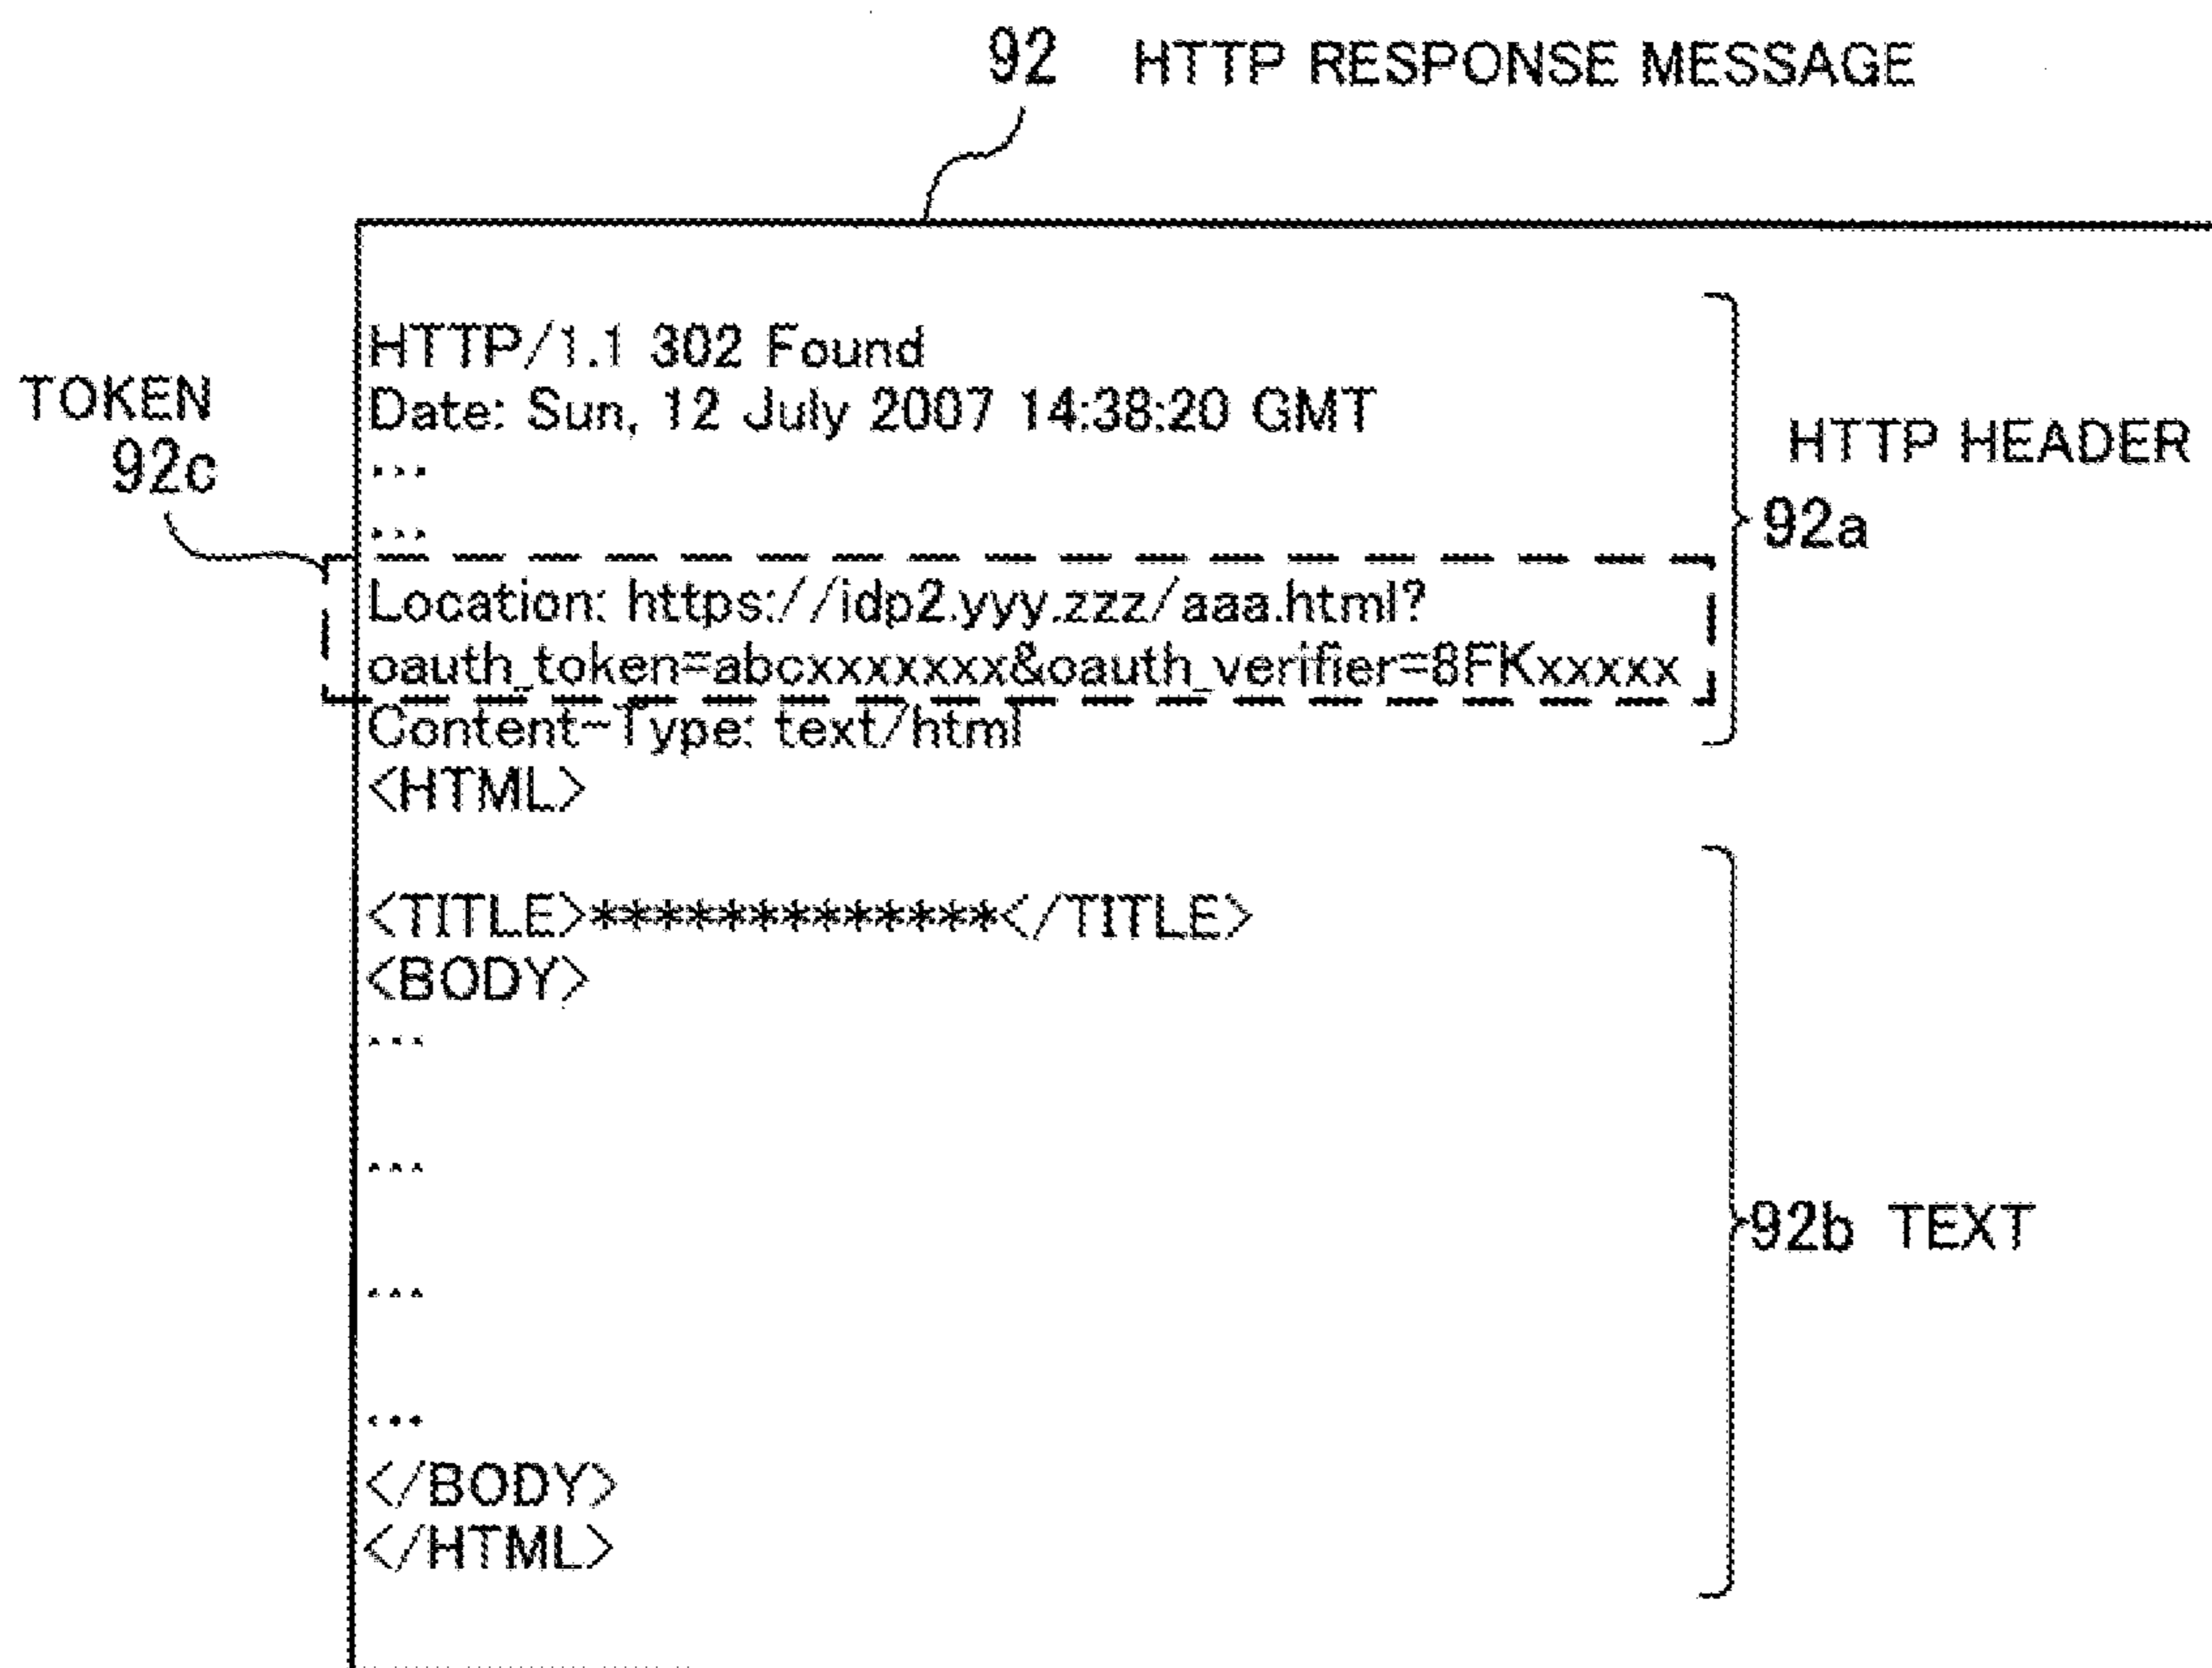 92 HTTP RESPONSE MESSAGE
HTTP/1.1 302 Found
Date: Sun, 12 July 2007 14:38:20 GMT
...
...
TOKEN
92c
HTTP HEADER
92a
Location: https://idp2.yyy.zzz/aaa.html?
oauth_token=abcxxxxxxx&oauth_verifier=8FKxxxxx
Content-Type: text/html
<HTML>
<TITLE>*************</TITLE>
<BODY>
...
...
92b TEXT
...
...
</BODY>
</HTML>